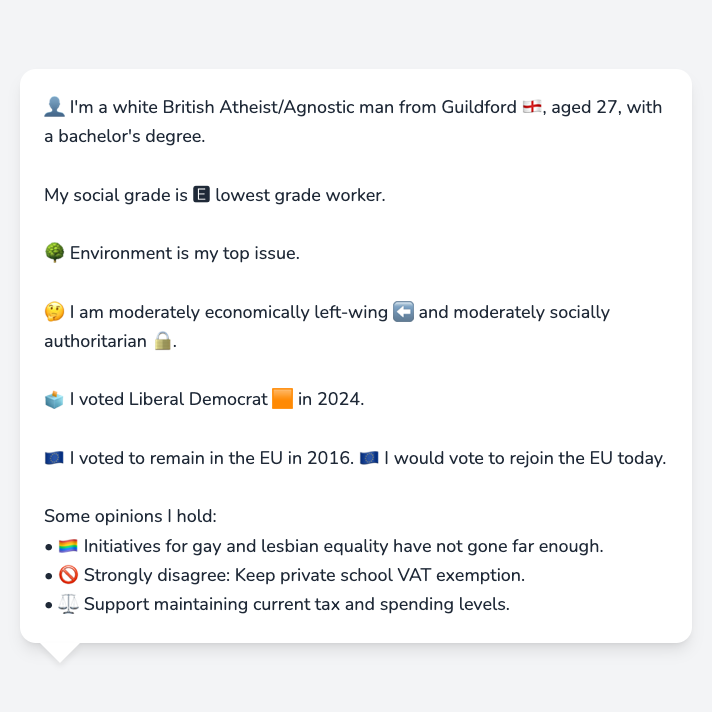 👤 I'm a white British Atheist/Agnostic man from Guildford 🏴󠁧󠁢󠁥󠁮󠁧󠁿, aged 27, with
a bachelor's degree.
My social grade is 🅴 lowest grade worker.
🌳 Environment is my top issue.
🤔 I am moderately economically left-wing ⬅️ and moderately socially
authoritarian 🔒.
🗳️ I voted Liberal Democrat 🟧 in 2024.
🇪🇺 I voted to remain in the EU in 2016. 🇪🇺 I would vote to rejoin the EU today.
Some opinions I hold:
• 🏳️‍🌈 Initiatives for gay and lesbian equality have not gone far enough.
• 🚫 Strongly disagree: Keep private school VAT exemption.
• ⚖️ Support maintaining current tax and spending levels.